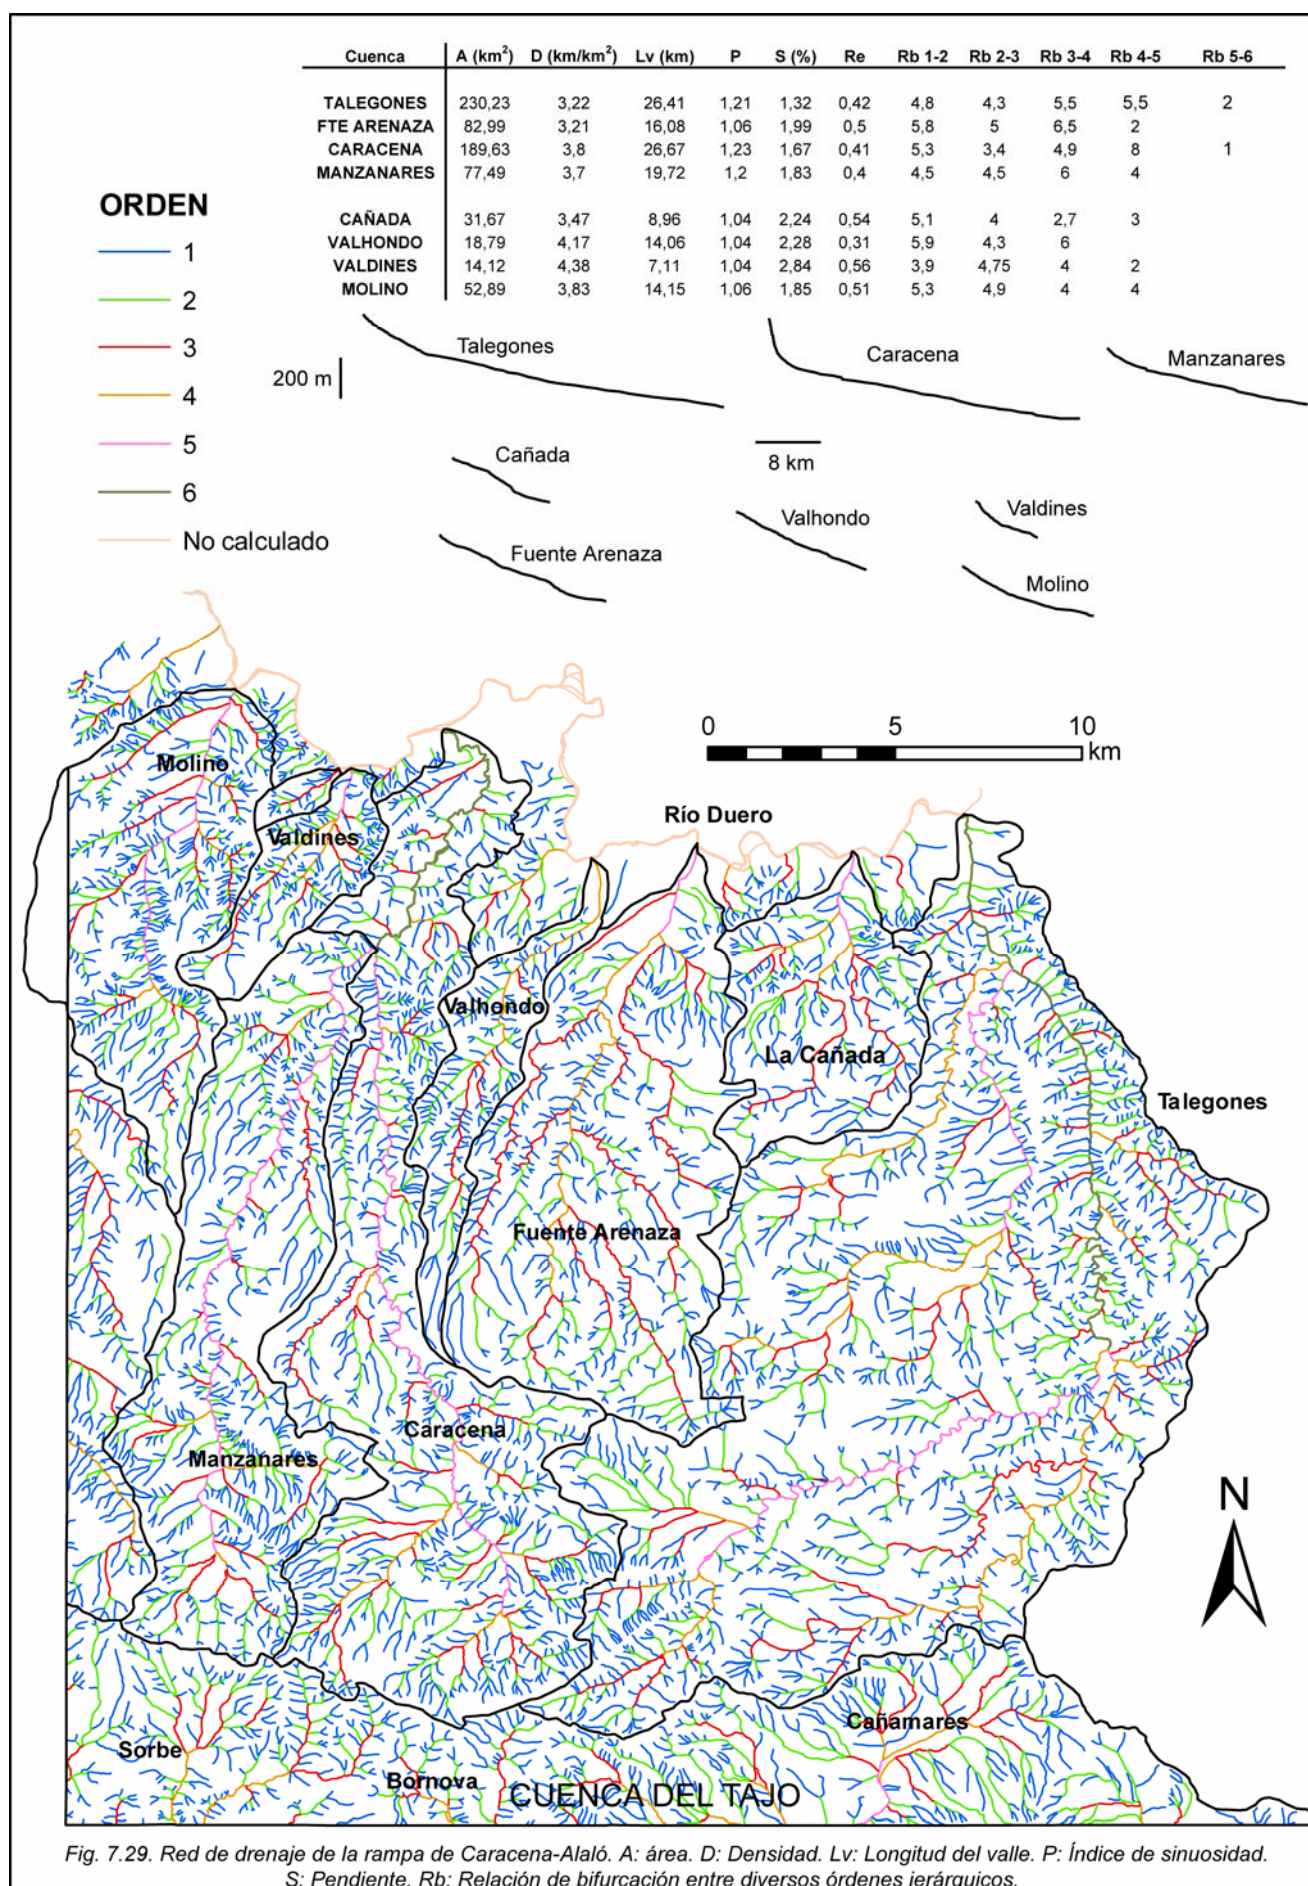 Cuenca A (km²) D (km/km²) Lv (km) P S (%) Re Rb 1-2 Rb 2-3 Rb 3-4 Rb 4-5 Rb 5-6
TALEGONES 230,23 3,22 26,41 1,21 1,32 0,42 4,8 4,3 5,5 5,5 2
FTE ARENAZA 82,99 3,21 16,08 1,06 1,99 0,5 5,8 5 6,5 2
CARACENA 189,63 3,8 26,67 1,23 1,67 0,41 5,3 3,4 4,9 8 1
MANZANARES 77,49 3,7 19,72 1,2 1,83 0,4 4,5 4,5 6 4
CAÑADA 31,67 3,47 8,96 1,04 2,24 0,54 5,1 4 2,7 3
VALHONDO 18,79 4,17 14,06 1,04 2,28 0,31 5,9 4,3 6
VALDINES 14,12 4,38 7,11 1,04 2,84 0,56 3,9 4,75 4 2
MOLINO 52,89 3,83 14,15 1,06 1,85 0,51 5,3 4,9 4 4
ORDEN
1
2
3
4
5
6
No calculado
Talegones
Caracena
Manzanares
200 m
Cañada
8 km
Valhondo
Valdines
Fuente Arenaza
Molino
0 5 10
km
Molino
Río Duero
Valdines
Valhondo
La Cañada
Talegones
Fuente Arenaza
Caracena
Manzanares
N
Cañamares
Sorbe
Bornova
CUENCA DEL TAJO
Fig. 7.29. Red de drenaje de la rampa de Caracena-Alaló. A: área. D: Densidad. Lv: Longitud del valle. P: Índice de sinuosidad.
S: Pendiente. Rb: Relación de bifurcación entre diversos órdenes jerárquicos.